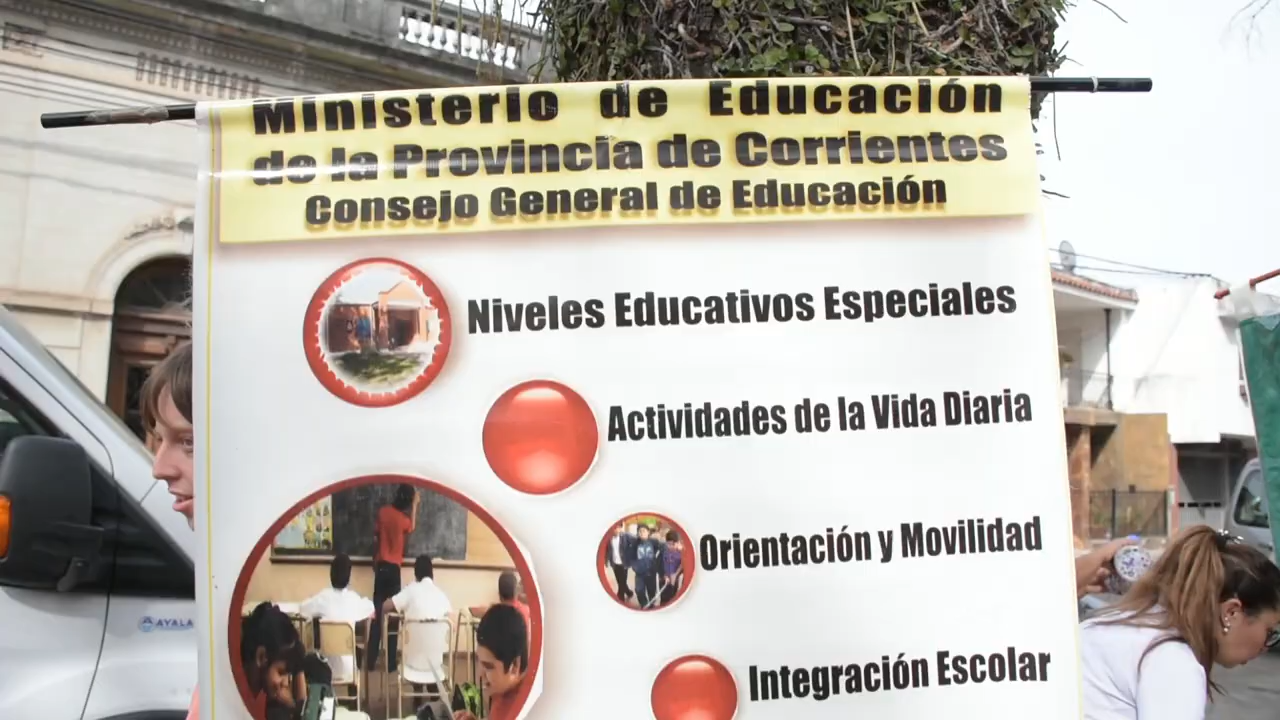 Ministerio de Educación
de la Provincia de Corrientes
Consejo General de Educación
Niveles Educativos Especiales
Actividades de la Vida Diaria
Orientación y Movilidad
Integración Escolar
AYALA